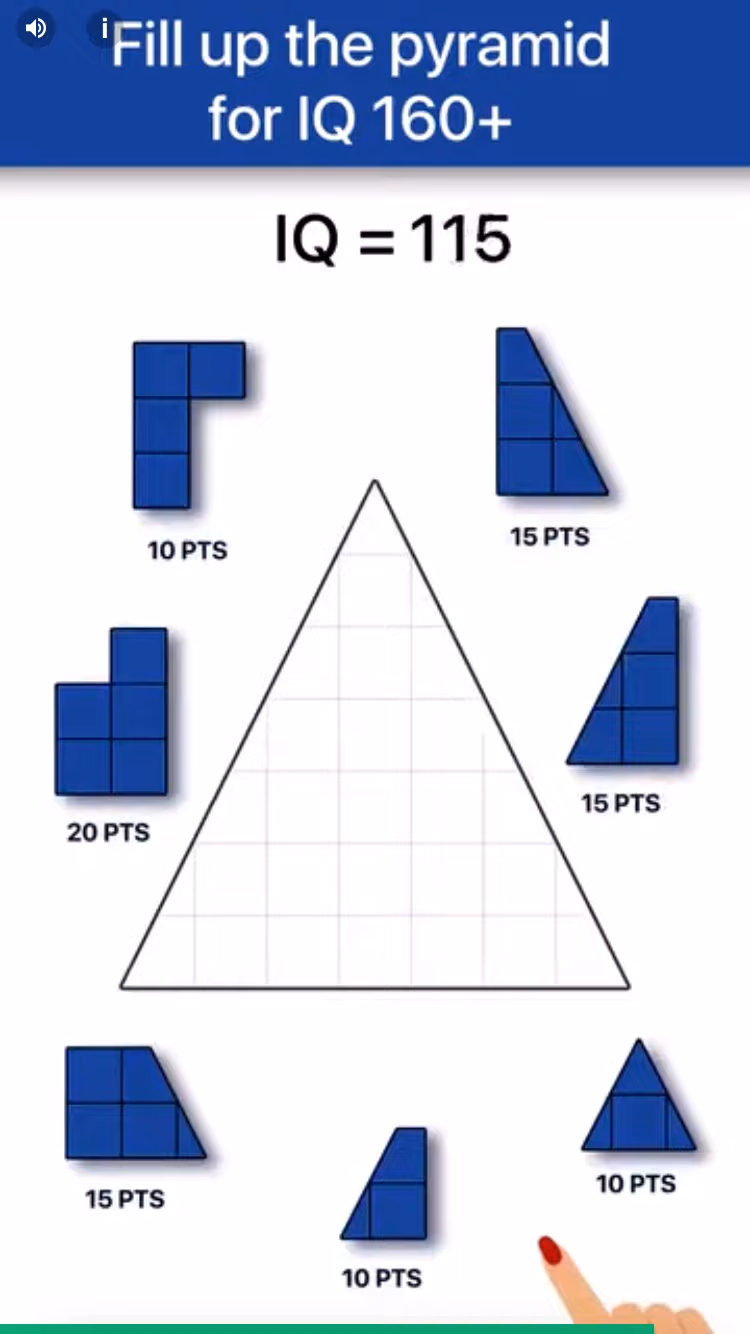 i
Fill up the pyramid
for IQ 160+
IQ = 115
10 PTS
15 PTS
20 PTS
15 PTS
15 PTS
10 PTS
10 PTS